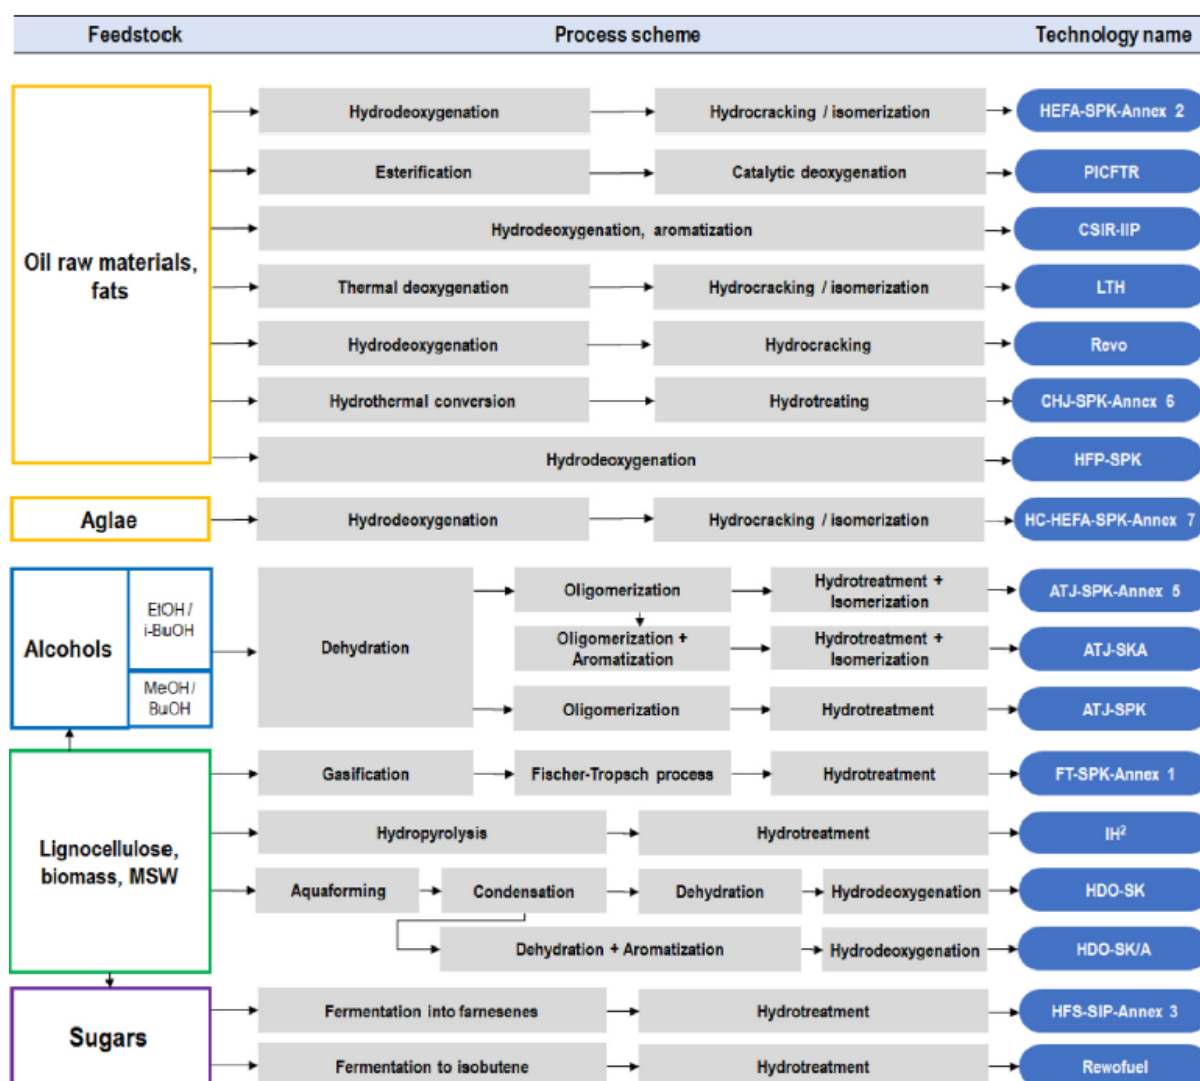 Feedstock Process scheme Technology name
Hydrodeoxygenation Hydrocracking / isomerization HEFA-SPK-Annex 2
Esterification Catalytic deoxygenation PICFTR
Hydrodeoxygenation, aromatization CSIR-IIP
Oil raw materials,
fats
Thermal deoxygenation Hydrocracking / isomerization LTH
Hydrodeoxygenation Hydrocracking Revo
Hydrothermal conversion Hydrotreating CHJ-SPK-Annex 6
Hydrodeoxygenation HFP-SPK
Aglae Hydrodeoxygenation Hydrocracking / isomerization HC-HEFA-SPK-Annex 7
Alcohols
EtOH /
i-BuOH
MeOH /
BuOH
Dehydration
Oligomerization
Hydrotreatment +
Isomerization
ATJ-SPK-Annex 5
Oligomerization +
Aromatization
Hydrotreatment +
Isomerization
ATJ-SKA
Oligomerization Hydrotreatment ATJ-SPK
Lignocellulose,
biomass, MSW
Gasification Fischer-Tropsch process Hydrotreatment FT-SPK-Annex 1
Hydropyrolysis Hydrotreatment IH²
Aquaforming Condensation Dehydration Hydrodeoxygenation HDO-SK
Dehydration + Aromatization Hydrodeoxygenation HDO-SK/A
Sugars
Fermentation into farnesenes Hydrotreatment HFS-SIP-Annex 3
Fermentation to isobutene Hydrotreatment Rewofuel